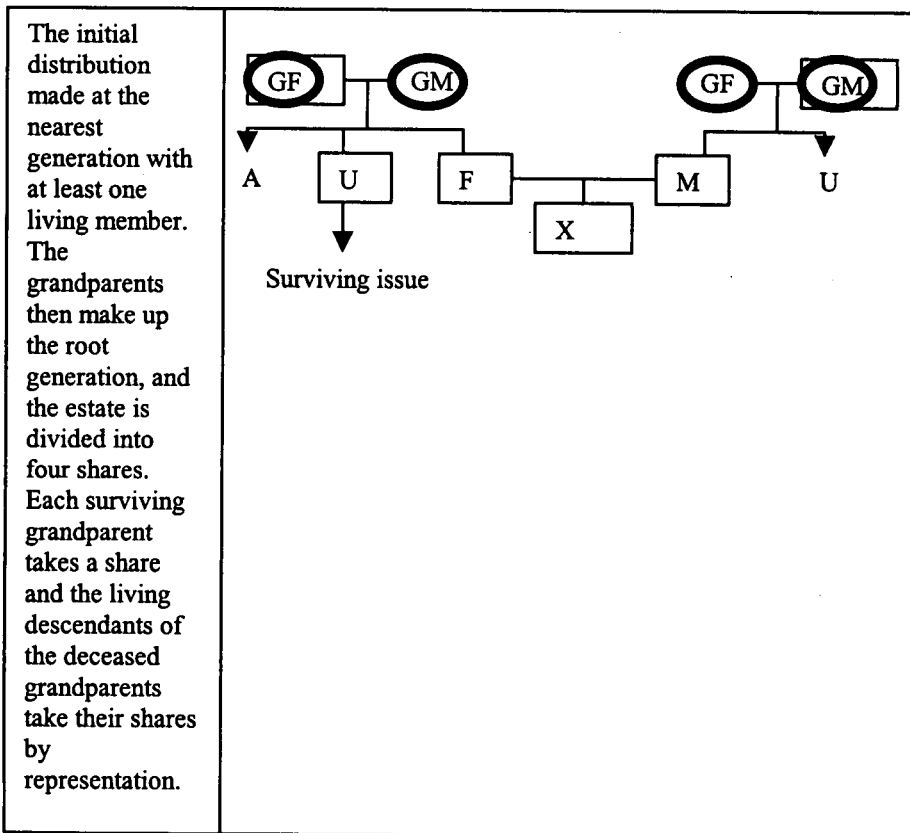 The initial
distribution
made at the
nearest
generation with
at least one
living member.
The
grandparents
then make up
the root
generation, and
the estate is
divided into
four shares.
Each surviving
grandparent
takes a share
and the living
descendants of
the deceased
grandparents
take their shares
by
representation.
GF GM GF GM
A U F M U
X
Surviving issue